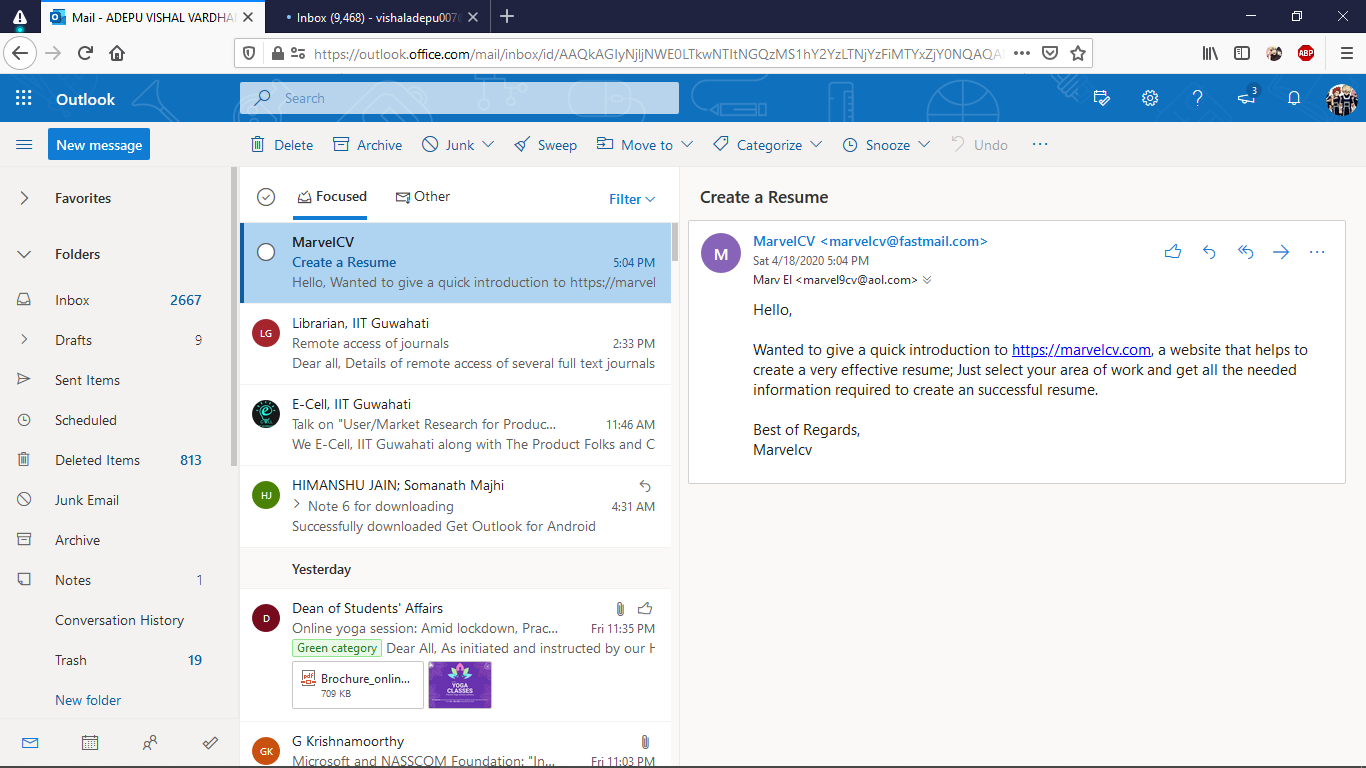 Mail - ADEPU VISHAL VARDHAN
Inbox (9,468) - vishaladepu007
https://outlook.office.com/mail/inbox/id/
ABP
Outlook
Search
3
New message
Delete
Archive
Junk
Sweep
Move to
Categorize
Snooze
Undo
Favorites
Folders
Inbox 2667
Drafts 9
Sent Items
Scheduled
Deleted Items 813
Junk Email
Archive
Notes 1
Conversation History
Trash 19
New folder
Focused
Other
Filter
MarvelCV
Create a Resume 5:04 PM
Hello, Wanted to give a quick introduction to https://marvel
LG
Librarian, IIT Guwahati
Remote access of journals 2:33 PM
Dear all, Details of remote access of several full text journals
E-Cell, IIT Guwahati
Talk on "User/Market Research for Produc... 11:46 AM
We E-Cell, IIT Guwahati along with The Product Folks and C
HJ
HIMANSHU JAIN; Somanath Majhi
Note 6 for downloading 4:31 AM
Successfully downloaded Get Outlook for Android
Yesterday
D
Dean of Students' Affairs
Online yoga session: Amid lockdown, Prac... Fri 11:35 PM
Green category Dear All, As initiated and instructed by our H
pdf
Brochure_onlin...
709 KB
YOGA
CLASSES
GK
G Krishnamoorthy
Microsoft and NASSCOM Foundation: "In... Fri 11:03 PM
Create a Resume
M
MarvelCV <marvelcv@fastmail.com>
Sat 4/18/2020 5:04 PM
Marv El <marvel9cv@aol.com>
Hello,
Wanted to give a quick introduction to https://marvelcv.com, a website that helps to
create a very effective resume; Just select your area of work and get all the needed
information required to create an successful resume.
Best of Regards,
Marvelcv